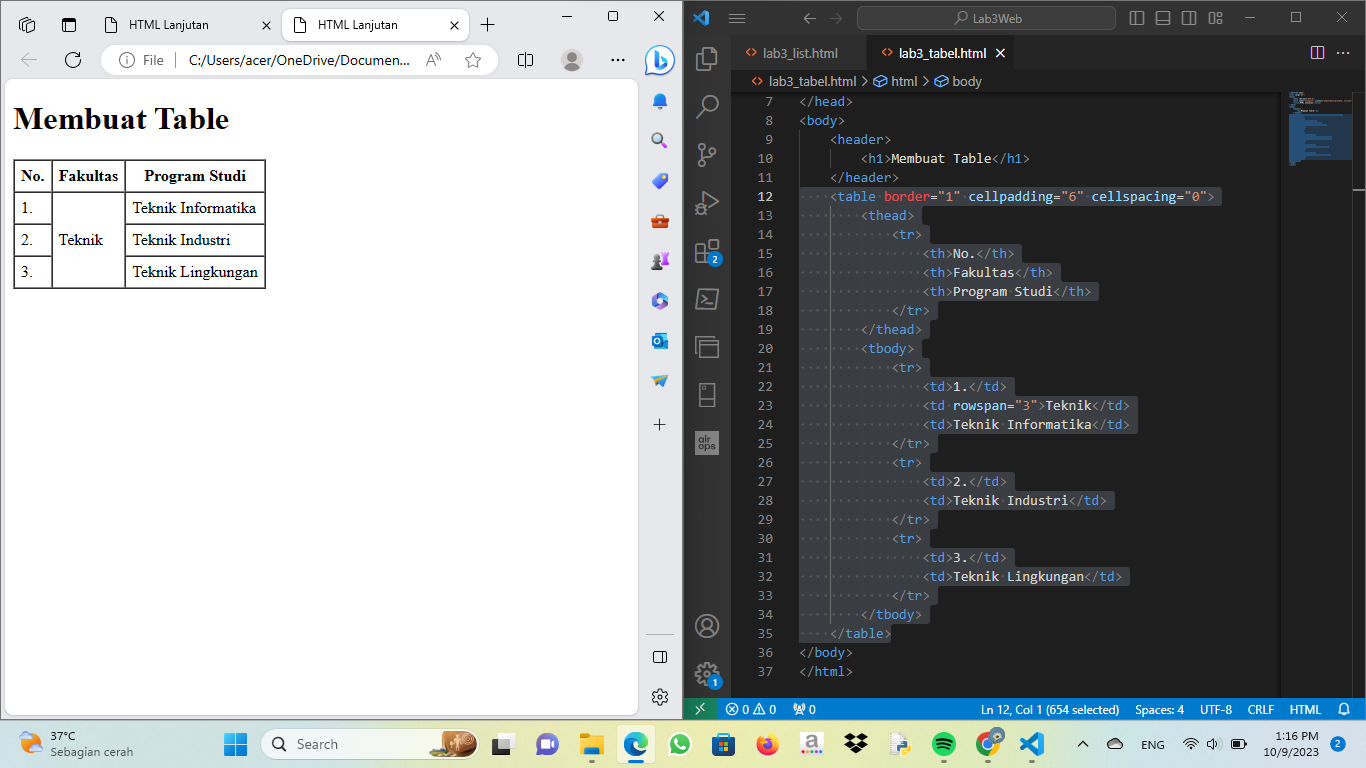 HTML Lanjutan
HTML Lanjutan
File
C:/Users/acer/OneDrive/Documen...
Membuat Table
No. Fakultas Program Studi
1. Teknik Informatika
2. Teknik Teknik Industri
3. Teknik Lingkungan
Lab3Web
lab3_list.html
lab3_tabel.html
lab3_tabel.html > html > body
2
air
ops
1
7 </head>
8 <body>
9 <header>
10 <h1>Membuat Table</h1>
11 </header>
12 <table border="1" cellpadding="6" cellspacing="0">
13 <thead>
14 <tr>
15 <th>No.</th>
16 <th>Fakultas</th>
17 <th>Program Studi</th>
18 </tr>
19 </thead>
20 <tbody>
21 <tr>
22 <td>1.</td>
23 <td rowspan="3">Teknik</td>
24 <td>Teknik Informatika</td>
25 </tr>
26 <tr>
27 <td>2.</td>
28 <td>Teknik Industri</td>
29 </tr>
30 <tr>
31 <td>3.</td>
32 <td>Teknik Lingkungan</td>
33 </tr>
34 </tbody>
35 </table>
36 </body>
37 </html>
0 0 0 Ln 12, Col 1 (654 selected) Spaces: 4 UTF-8 CRLF HTML
37°C
Sebagian cerah
Search
ENG
1:16 PM
10/9/2023
2